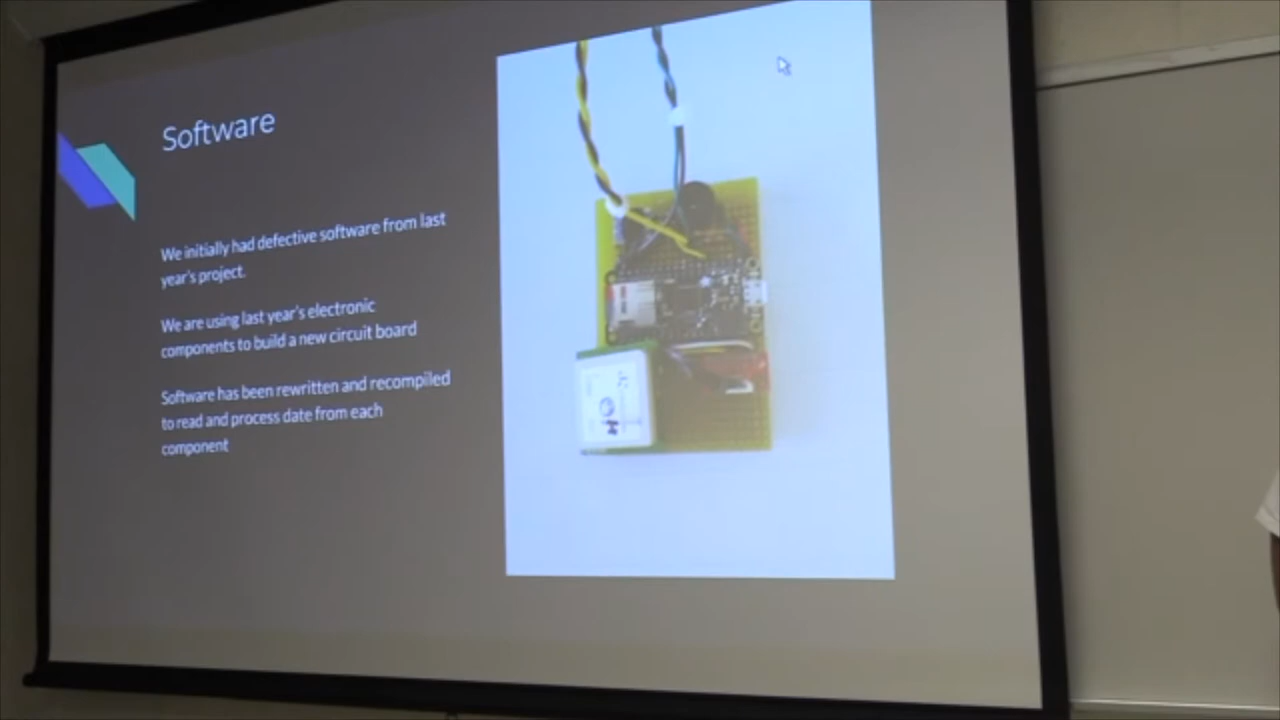 Software
We initially had defective software from last
year's project.
We are using last year's electronic
components to build a new circuit board
Software has been rewritten and recompiled
to read and process date from each
component